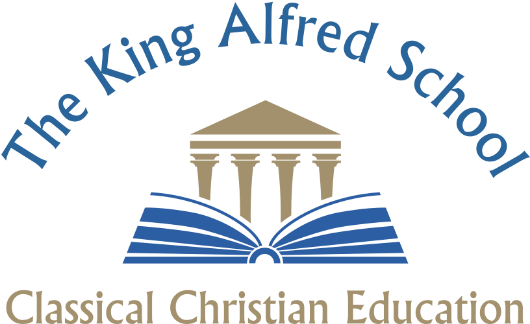 The King Alfred School
Classical Christian Education